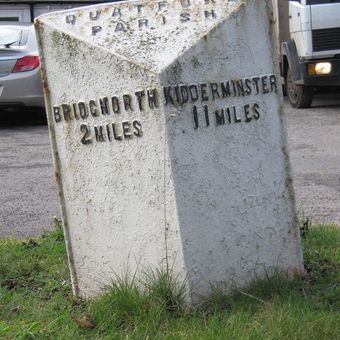 QUATFORD
PARISH
BRIDGNORTH
2 MILES
KIDDERMINSTER
11 MILES